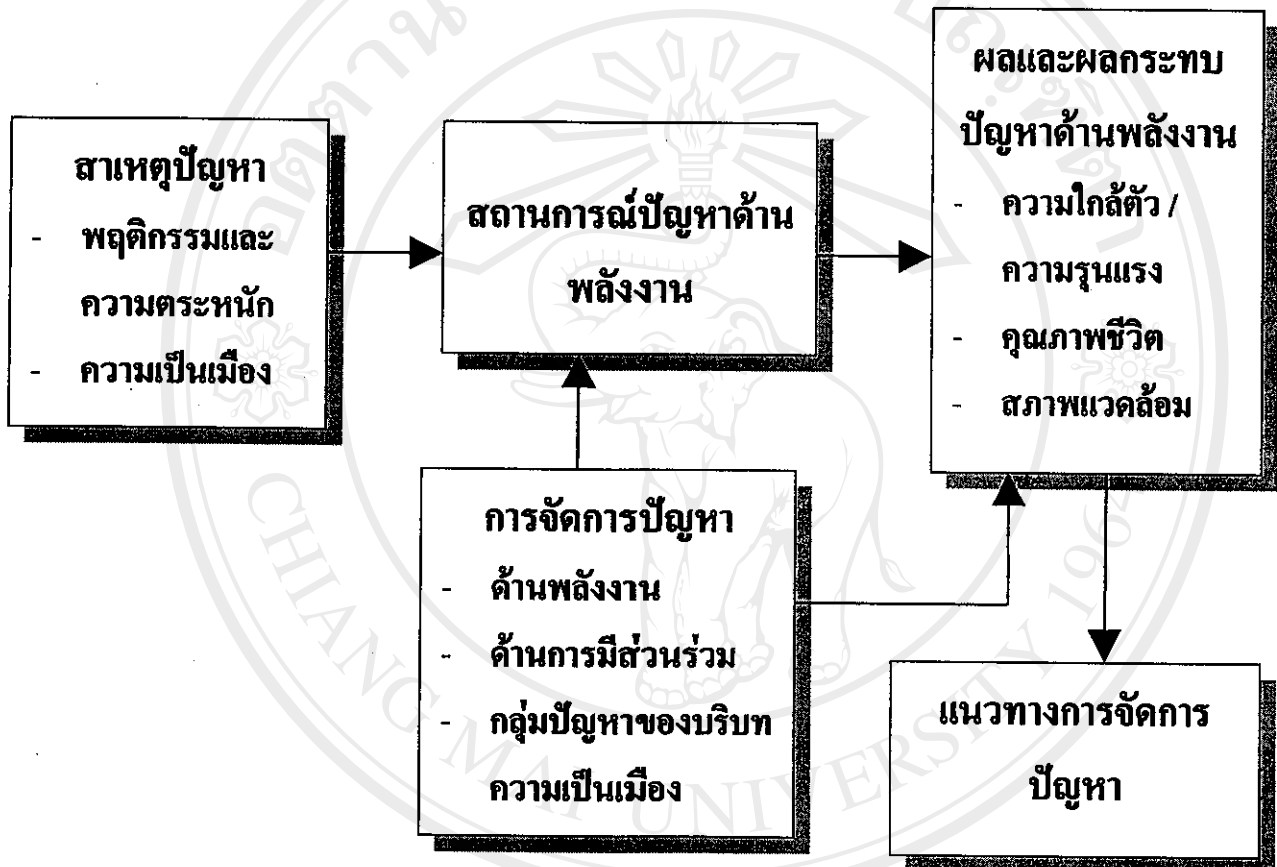 สาเหตุปัญหา
- พฤติกรรมและ
ความตระหนัก
- ความเป็นเมือง
สถานการณ์ปัญหาด้าน
พลังงาน
ผลและผลกระทบ
ปัญหาด้านพลังงาน
- ความใกล้ตัว /
ความรุนแรง
- คุณภาพชีวิต
- สภาพแวดล้อม
การจัดการปัญหา
- ด้านพลังงาน
- ด้านการมีส่วนร่วม
- กลุ่มปัญหาของบริบท
ความเป็นเมือง
แนวทางการจัดการ
ปัญหา
CHIANG MAI UNIVERSITY 196